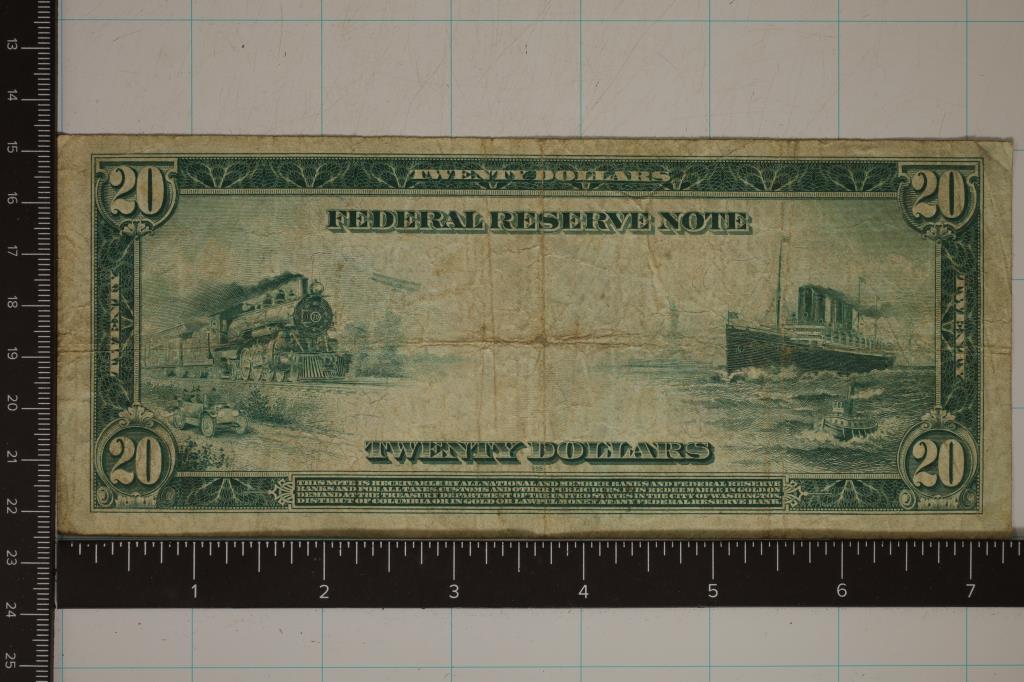 20 TWENTY DOLLARS 20
FEDERAL RESERVE NOTE
TWENTY
TWENTY
TWENTY DOLLARS
20 20
THIS NOTE IS RECEIVABLE BY ALL NATIONAL AND MEMBER BANKS AND FEDERAL RESERVE
BANKS AND FOR ALL TAXES, CUSTOMS AND OTHER PUBLIC DUES. IT IS REDEEMABLE IN GOLD ON
DEMAND AT THE TREASURY DEPARTMENT OF THE UNITED STATES IN THE CITY OF WASHINGTON
DISTRICT OF COLUMBIA OR IN GOLD OR LAWFUL MONEY AT ANY FEDERAL RESERVE BANK.
13
14
15
16
17
18
19
20
21
22
23
24
25
1 2 3 4 5 6 7